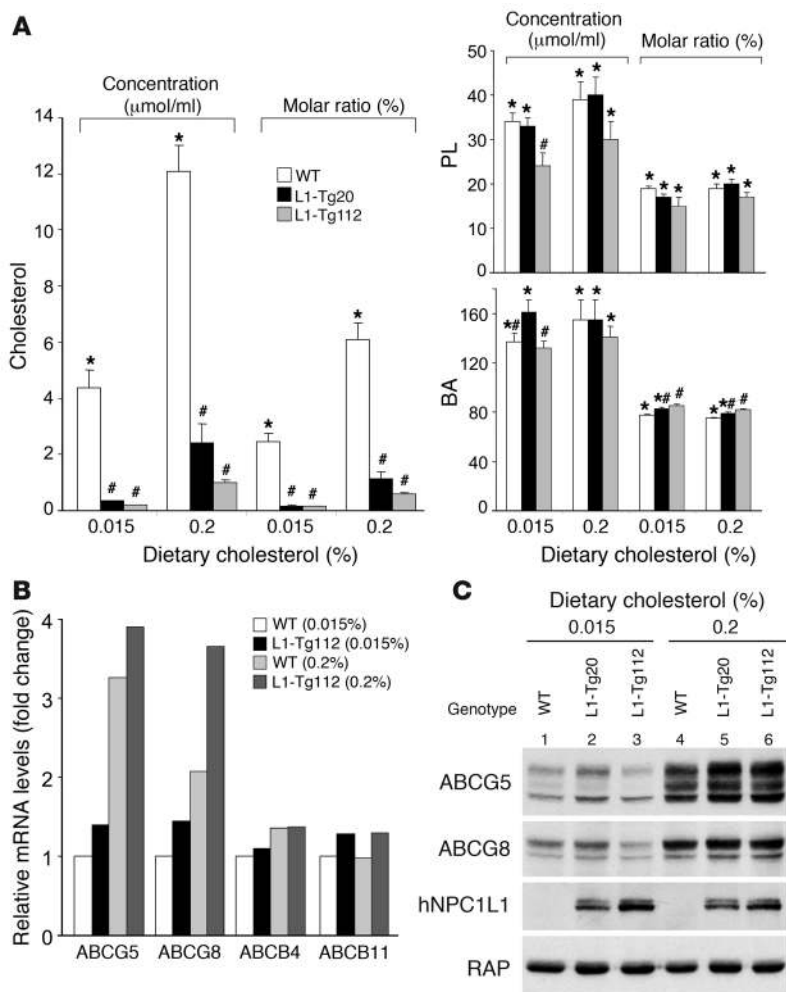 A
Concentration
(μmol/ml)
Molar ratio (%)
WT
L1-Tg20
L1-Tg112
Cholesterol
14
12
10
8
6
4
2
0
*
*
#
#
#
#
*
#
#
*
#
#
0.015
0.2
0.015
0.2
Dietary cholesterol (%)
Concentration
(μmol/ml)
Molar ratio (%)
PL
50
40
30
20
10
0
* * #
* * *
* * *
* * *
BA
160
120
80
40
0
*# * #
* * *
* *# #
* *# #
0.015
0.2
0.015
0.2
Dietary cholesterol (%)
B
Relative mRNA levels (fold change)
4
3
2
1
0
WT (0.015%)
L1-Tg112 (0.015%)
WT (0.2%)
L1-Tg112 (0.2%)
ABCG5
ABCG8
ABCB4
ABCB11
C
Dietary cholesterol (%)
0.015
0.2
Genotype
WT
L1-Tg20
L1-Tg112
WT
L1-Tg20
L1-Tg112
1 2 3 4 5 6
ABCG5
ABCG8
hNPC1L1
RAP